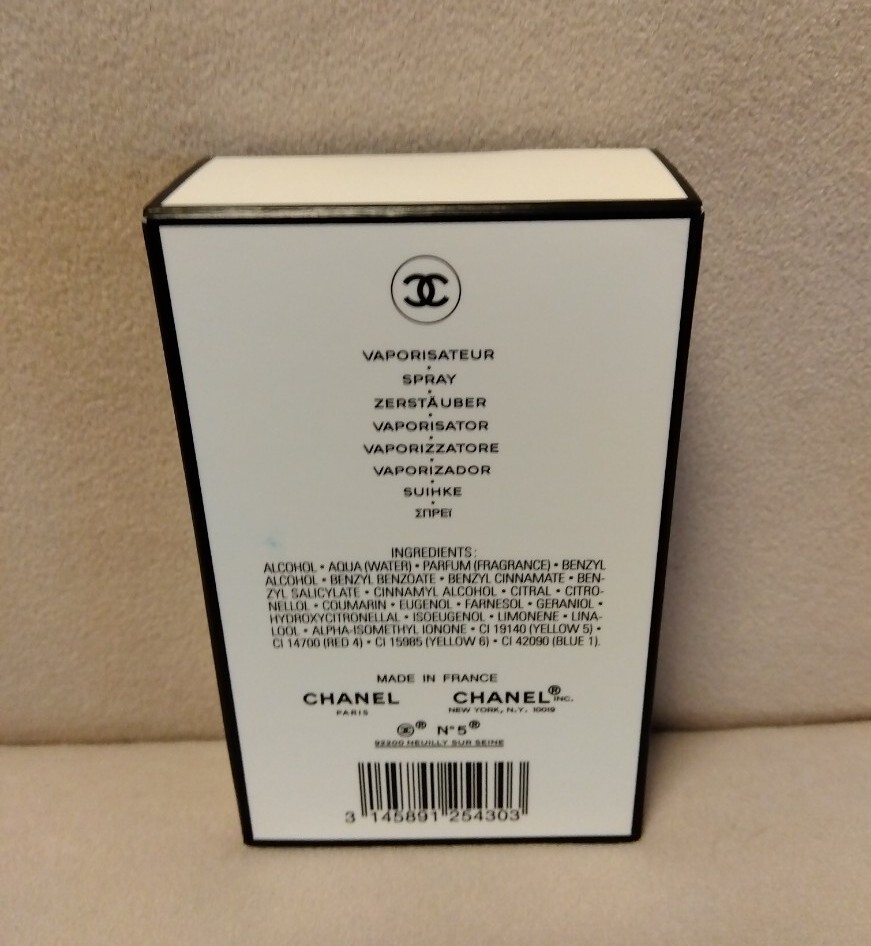 VAPORISATEUR
SPRAY
ZERSTÄUBER
VAPORISATOR
VAPORIZZATORE
VAPORIZADOR
SUIHKE
ΣΠΡΕΪ
INGREDIENTS :
ALCOHOL • AQUA (WATER) • PARFUM (FRAGRANCE) • BENZYL
ALCOHOL • BENZYL BENZOATE • BENZYL CINNAMATE • BEN-
ZYL SALICYLATE • CINNAMYL ALCOHOL • CITRAL • CITRO-
NELLOL • COUMARIN • EUGENOL • FARNESOL • GERANIOL •
HYDROXYCITRONELLAL • ISOEUGENOL • LIMONENE • LINA-
LOOL • ALPHA-ISOMETHYL IONONE • CI 19140 (YELLOW 5) •
CI 14700 (RED 4) • CI 15985 (YELLOW 6) • CI 42090 (BLUE 1).
MADE IN FRANCE
CHANEL CHANEL® INC.
PARIS NEW YORK, N.Y. 10019
® N°5®
92200 NEUILLY SUR SEINE
3 145891 254303